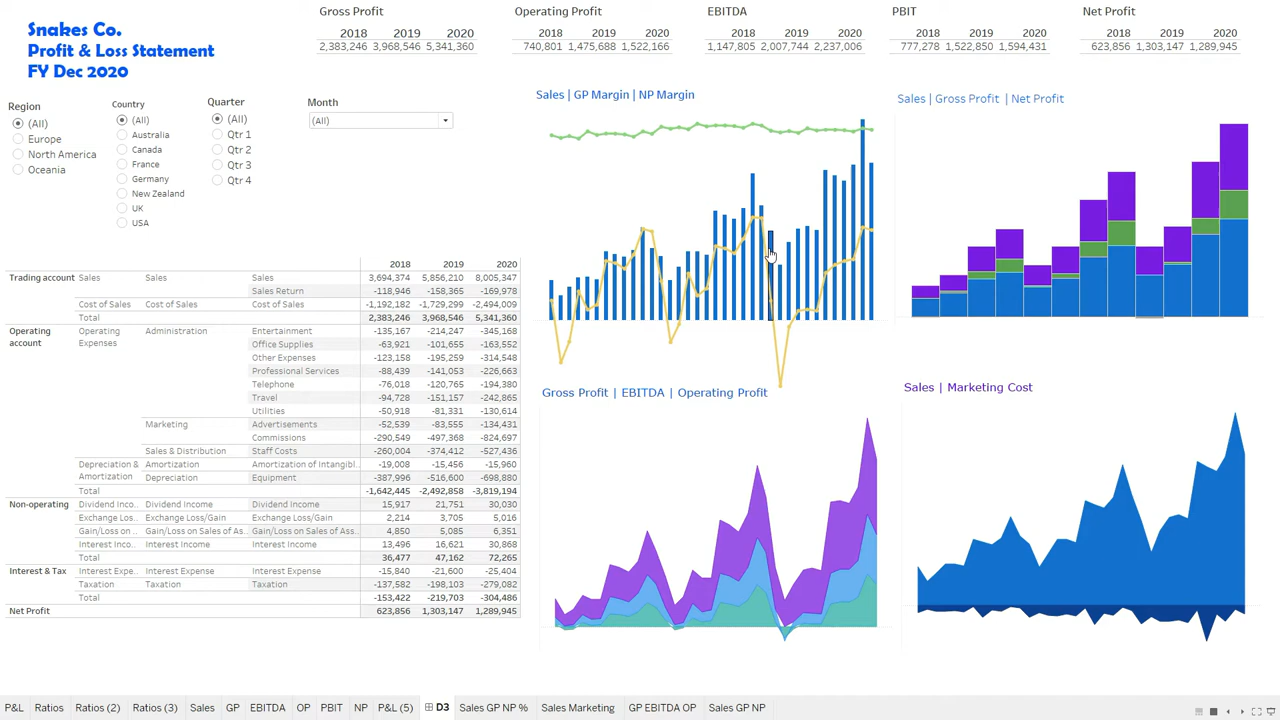 Snakes Co.
Profit & Loss Statement
FY Dec 2020
Gross Profit
2018 2019 2020
2,383,246 3,968,546 5,341,360
Operating Profit
2018 2019 2020
740,801 1,475,688 1,522,166
EBITDA
2018 2019 2020
1,147,805 2,007,744 2,237,006
PBIT
2018 2019 2020
777,278 1,522,850 1,594,431
Net Profit
2018 2019 2020
623,856 1,303,147 1,289,945
Region
(All)
Europe
North America
Oceania
Country
(All)
Australia
Canada
France
Germany
New Zealand
UK
USA
Quarter
(All)
Qtr 1
Qtr 2
Qtr 3
Qtr 4
Month
(All)
Sales | GP Margin | NP Margin
Sales | Gross Profit | Net Profit
2018 2019 2020
Trading account Sales Sales Sales 3,694,374 5,856,210 8,005,347
Sales Return -118,946 -158,365 -169,978
Cost of Sales Cost of Sales Cost of Sales -1,192,182 -1,729,299 -2,494,009
Total 2,383,246 3,968,546 5,341,360
Operating account Operating Expenses Administration Entertainment -135,167 -214,247 -345,168
Office Supplies -63,921 -101,655 -163,552
Other Expenses -123,158 -195,259 -314,548
Professional Services -88,439 -141,053 -226,663
Telephone -76,018 -120,765 -194,380
Travel -94,728 -151,157 -242,865
Utilities -50,918 -81,331 -130,614
Marketing Advertisements -52,539 -83,555 -134,431
Commissions -290,549 -497,368 -824,697
Sales & Distribution Staff Costs -260,004 -374,412 -527,436
Depreciation & Amortization Amortization Amortization of Intangibl.. -19,008 -15,456 -15,960
Depreciation Equipment -387,996 -516,600 -698,880
Total -1,642,445 -2,492,858 -3,819,194
Non-operating Dividend Inco.. Dividend Income Dividend Income 15,917 21,751 30,030
Exchange Los.. Exchange Loss/Gain Exchange Loss/Gain 2,214 3,705 5,016
Gain/Loss on .. Gain/Loss on Sales of As.. Gain/Loss on Sales of Ass.. 4,850 5,085 6,351
Interest Inco.. Interest Income Interest Income 13,496 16,621 30,868
Total 36,477 47,162 72,265
Interest & Tax Interest Expe.. Interest Expense Interest Expense -15,840 -21,600 -25,404
Taxation Taxation Taxation -137,582 -198,103 -279,082
Total -153,422 -219,703 -304,486
Net Profit 623,856 1,303,147 1,289,945
Gross Profit | EBITDA | Operating Profit
Sales | Marketing Cost
P&L Ratios Ratios (2) Ratios (3) Sales GP EBITDA OP PBIT NP P&L (5) D3 Sales GP NP % Sales Marketing GP EBITDA OP Sales GP NP